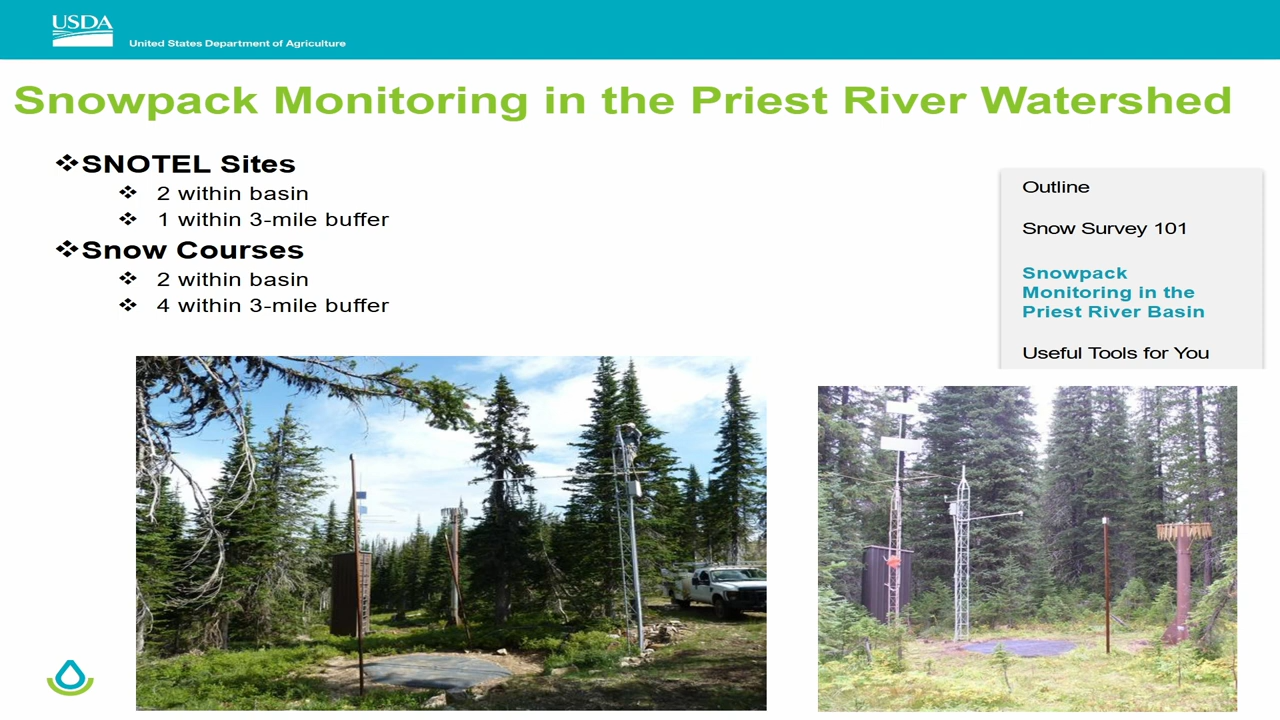 USDA
United States Department of Agriculture
Snowpack Monitoring in the Priest River Watershed
❖SNOTEL Sites
❖ 2 within basin
❖ 1 within 3-mile buffer
❖Snow Courses
❖ 2 within basin
❖ 4 within 3-mile buffer
Outline
Snow Survey 101
Snowpack
Monitoring in the
Priest River Basin
Useful Tools for You